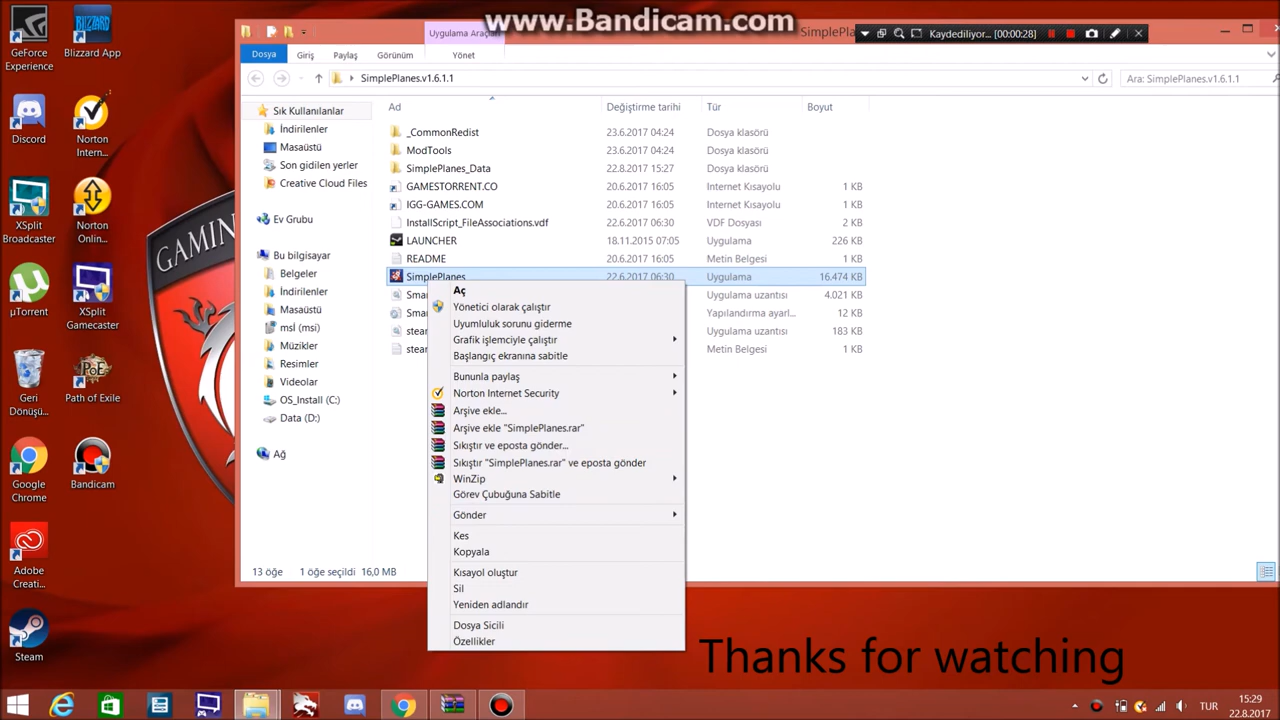 www.Bandicam.com
GeForce
Experience
Blizzard App
Discord
Norton
Intern...
XSplit
Broadcaster
Norton
Onlin...
µTorrent
XSplit
Gamecaster
Geri
Dönüşü...
Path of Exile
Google
Chrome
Bandicam
Adobe
Creati...
Steam
GAMIN
Uygulama Araçları
SimplePla
Kaydediliyor... [00:00:28]
Dosya
Giriş
Paylaş
Görünüm
Yönet
SimplePlanes.v1.6.1.1
Ara: SimplePlanes.v1.6.1.1
Ad
Değiştirme tarihi
Tür
Boyut
Sık Kullanılanlar
İndirilenler
Masaüstü
Son gidilen yerler
Creative Cloud Files
Ev Grubu
Bu bilgisayar
Belgeler
İndirilenler
Masaüstü
msl (msi)
Müzikler
Resimler
Videolar
OS_Install (C:)
Data (D:)
Ağ
_CommonRedist 23.6.2017 04:24 Dosya klasörü
ModTools 23.6.2017 04:24 Dosya klasörü
SimplePlanes_Data 22.8.2017 15:27 Dosya klasörü
GAMESTORRENT.CO 20.6.2017 16:05 Internet Kısayolu 1 KB
IGG-GAMES.COM 20.6.2017 16:05 Internet Kısayolu 1 KB
InstallScript_FileAssociations.vdf 22.6.2017 06:30 VDF Dosyası 2 KB
LAUNCHER 18.11.2015 07:05 Uygulama 226 KB
README 20.6.2017 16:05 Metin Belgesi 1 KB
SimplePlanes 22.6.2017 06:30 Uygulama 16.474 KB
Smar Uygulama uzantısı 4.021 KB
Smar Yapılandırma ayarl... 12 KB
stear Uygulama uzantısı 183 KB
stear Metin Belgesi 1 KB
Aç
Yönetici olarak çalıştır
Uyumluluk sorunu giderme
Grafik işlemciyle çalıştır
Başlangıç ekranına sabitle
Bununla paylaş
Norton Internet Security
Arşive ekle...
Arşive ekle "SimplePlanes.rar"
Sıkıştır ve eposta gönder...
Sıkıştır "SimplePlanes.rar" ve eposta gönder
WinZip
Görev Çubuğuna Sabitle
Gönder
Kes
Kopyala
Kısayol oluştur
Sil
Yeniden adlandır
Dosya Sicili
Özellikler
13 öğe 1 öğe seçildi 16,0 MB
Thanks for watching
TUR
15:29
22.8.2017